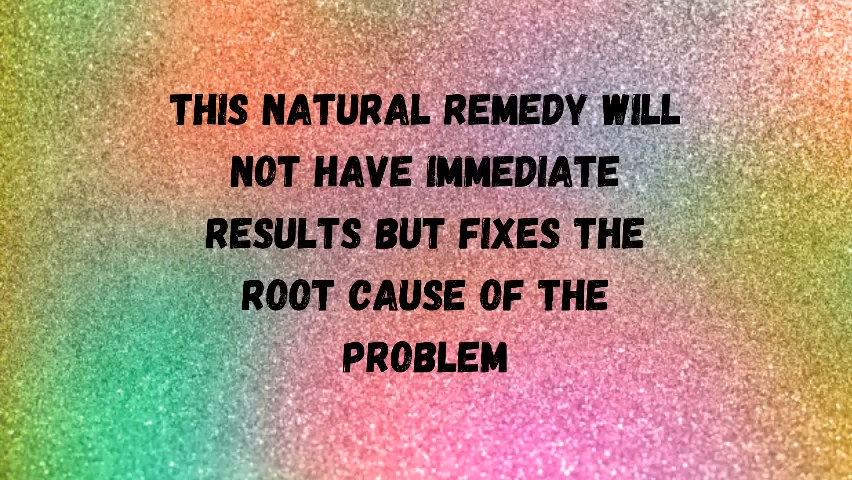 THIS NATURAL REMEDY WILL
NOT HAVE IMMEDIATE
RESULTS BUT FIXES THE
ROOT CAUSE OF THE
PROBLEM